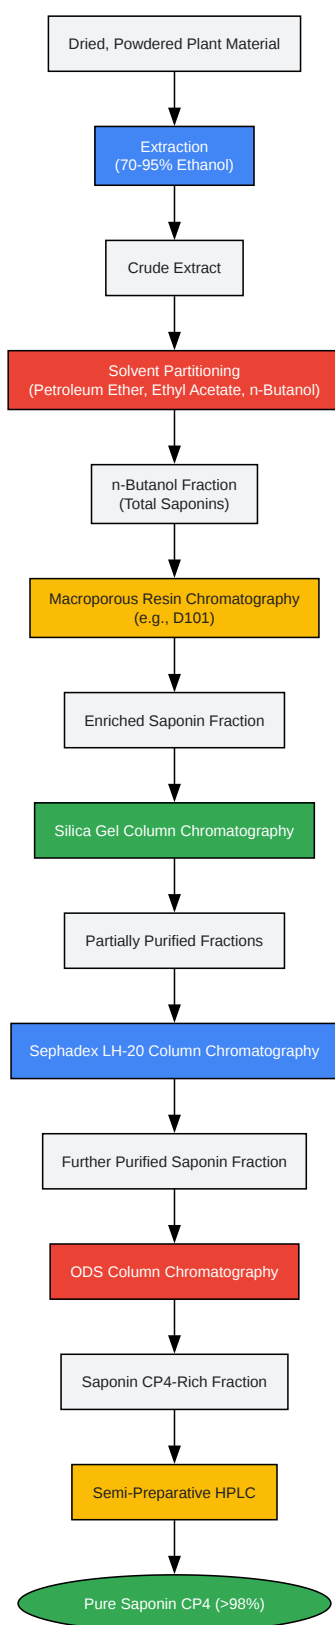 Dried, Powdered Plant Material
Extraction
(70-95% Ethanol)
Crude Extract
Solvent Partitioning
(Petroleum Ether, Ethyl Acetate, n-Butanol)
n-Butanol Fraction
(Total Saponins)
Macroporous Resin Chromatography
(e.g., D101)
Enriched Saponin Fraction
Silica Gel Column Chromatography
Partially Purified Fractions
Sephadex LH-20 Column Chromatography
Further Purified Saponin Fraction
ODS Column Chromatography
Saponin CP4-Rich Fraction
Semi-Preparative HPLC
Pure Saponin CP4 (>98%)